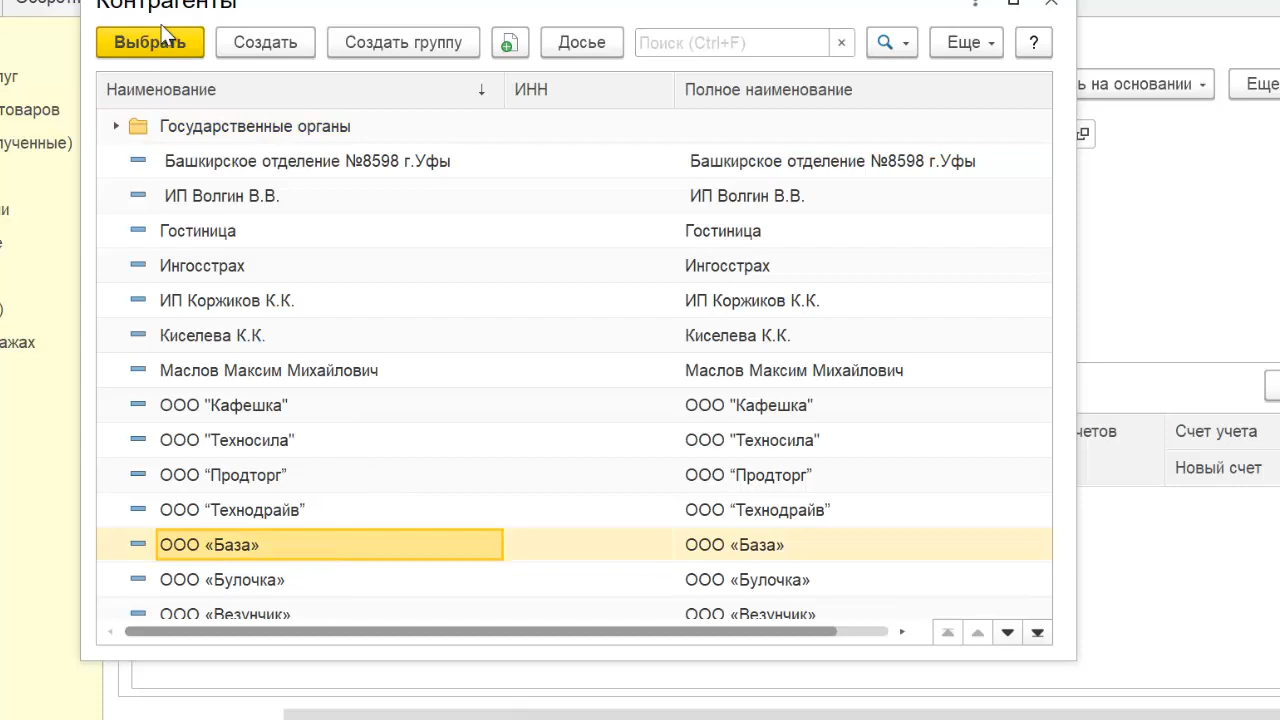 Контрагенты
Выбрать Создать Создать группу Досье Поиск (Ctrl+F) × Еще ?
Наименование ↓ ИНН Полное наименование
Государственные органы
Башкирское отделение №8598 г.Уфы Башкирское отделение №8598 г.Уфы
ИП Волгин В.В. ИП Волгин В.В.
Гостиница Гостиница
Ингосстрах Ингосстрах
ИП Коржиков К.К. ИП Коржиков К.К.
Киселева К.К. Киселева К.К.
Маслов Максим Михайлович Маслов Максим Михайлович
ООО "Кафешка" ООО "Кафешка"
ООО "Техносила" ООО "Техносила"
ООО “Продторг” ООО “Продторг”
ООО “Технодрайв” ООО “Технодрайв”
ООО «База» ООО «База»
ООО «Булочка» ООО «Булочка»
ООО «Везунчик» ООО «Везунчик»
уг
товаров
лученные)
и
е
)
ажах
ь на основании Еще
четов Счет учета
Новый счет